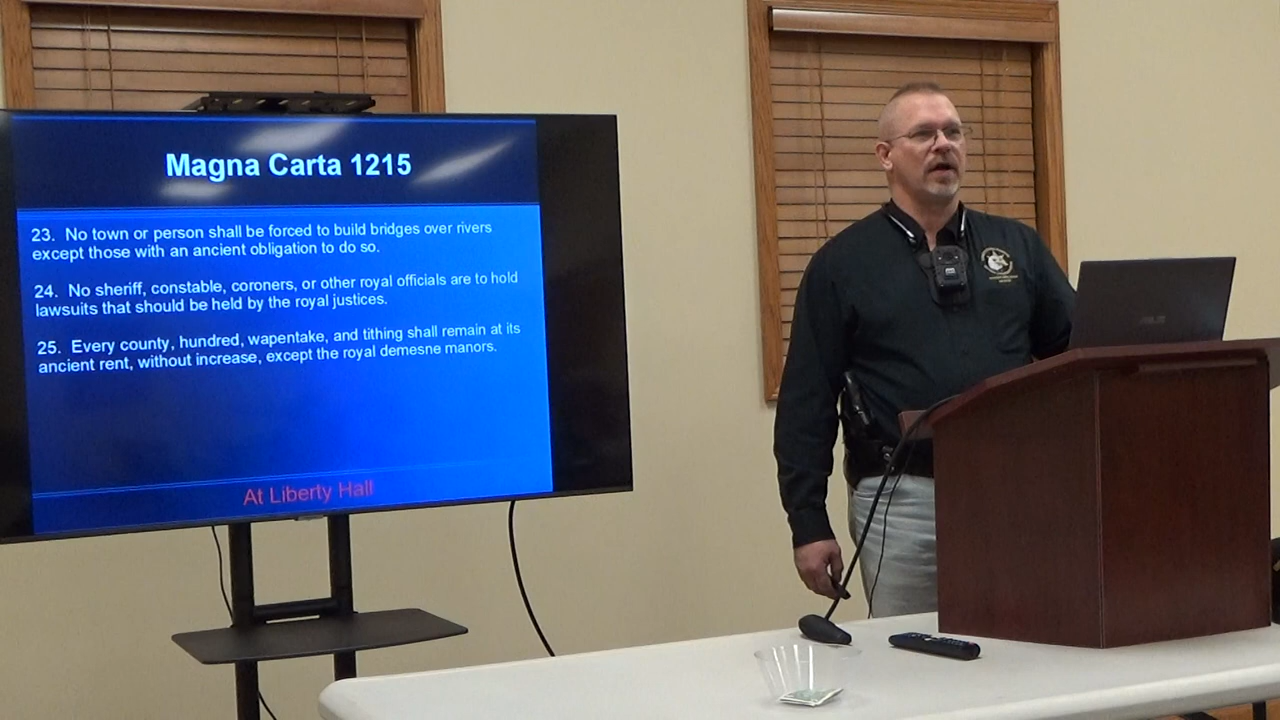 Magna Carta 1215
23. No town or person shall be forced to build bridges over rivers
except those with an ancient obligation to do so.
24. No sheriff, constable, coroners, or other royal officials are to hold
lawsuits that should be held by the royal justices.
25. Every county, hundred, wapentake, and tithing shall remain at its
ancient rent, without increase, except the royal demesne manors.
At Liberty Hall